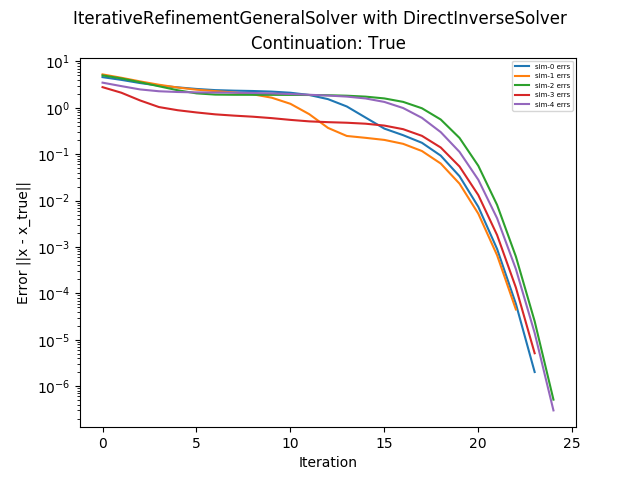 IterativeRefinementGeneralSolver with DirectInverseSolver
Continuation: True
10^1
10^0
10^−1
10^−2
10^−3
10^−4
10^−5
10^−6
Error ||x - x_true||
sim-0 errs
sim-1 errs
sim-2 errs
sim-3 errs
sim-4 errs
0 5 10 15 20 25
Iteration